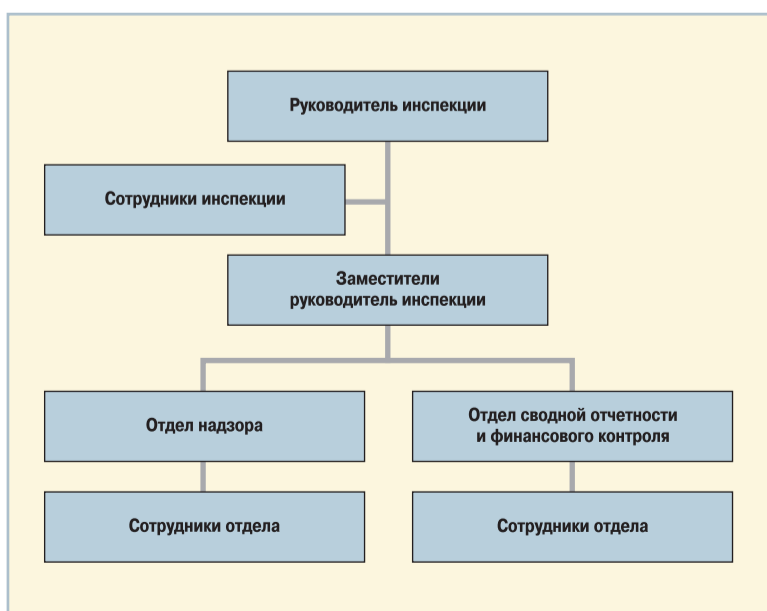 Руководитель инспекции
Сотрудники инспекции
Заместители
руководитель инспекции
Отдел надзора
Отдел сводной отчетности
и финансового контроля
Сотрудники отдела
Сотрудники отдела